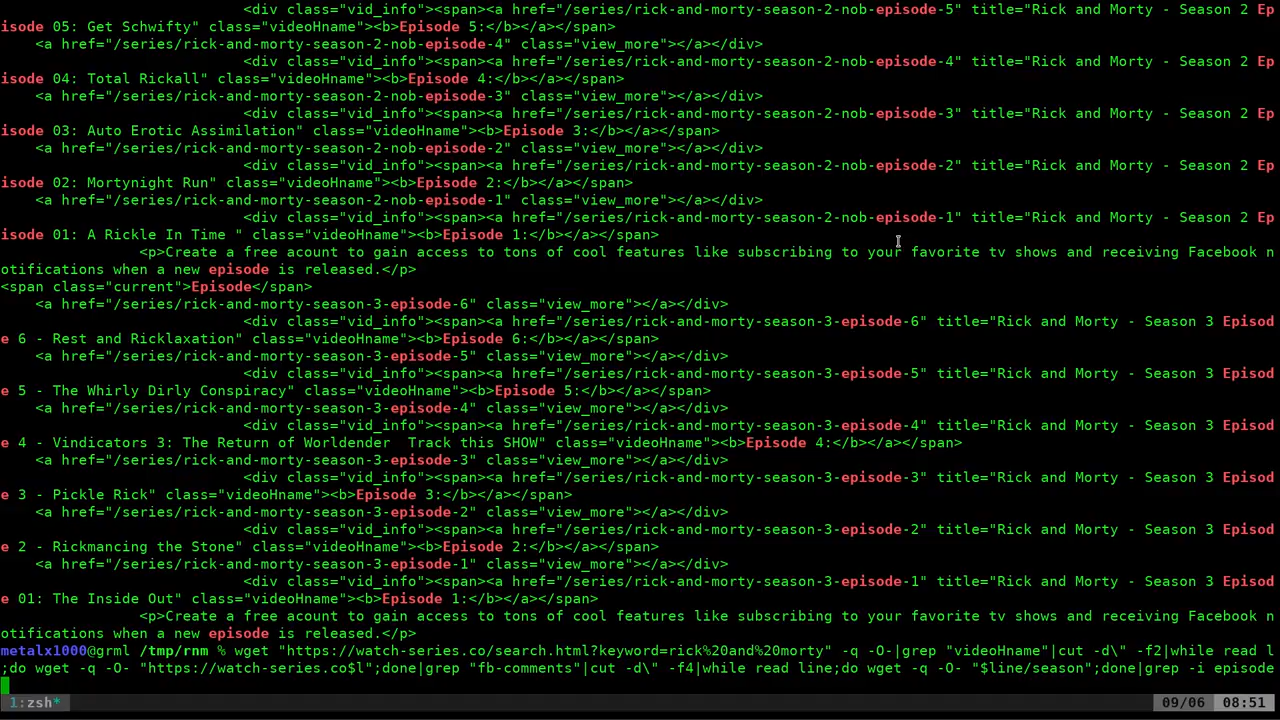 <div class="vid_info"><span><a href="/series/rick-and-morty-season-2-nob-episode-5" title="Rick and Morty - Season 2 Ep
isode 05: Get Schwifty" class="videoHname"><b>Episode 5:</b></a></span>
<a href="/series/rick-and-morty-season-2-nob-episode-4" class="view_more"></a></div>
<div class="vid_info"><span><a href="/series/rick-and-morty-season-2-nob-episode-4" title="Rick and Morty - Season 2 Ep
isode 04: Total Rickall" class="videoHname"><b>Episode 4:</b></a></span>
<a href="/series/rick-and-morty-season-2-nob-episode-3" class="view_more"></a></div>
<div class="vid_info"><span><a href="/series/rick-and-morty-season-2-nob-episode-3" title="Rick and Morty - Season 2 Ep
isode 03: Auto Erotic Assimilation" class="videoHname"><b>Episode 3:</b></a></span>
<a href="/series/rick-and-morty-season-2-nob-episode-2" class="view_more"></a></div>
<div class="vid_info"><span><a href="/series/rick-and-morty-season-2-nob-episode-2" title="Rick and Morty - Season 2 Ep
isode 02: Mortynight Run" class="videoHname"><b>Episode 2:</b></a></span>
<a href="/series/rick-and-morty-season-2-nob-episode-1" class="view_more"></a></div>
<div class="vid_info"><span><a href="/series/rick-and-morty-season-2-nob-episode-1" title="Rick and Morty - Season 2 Ep
isode 01: A Rickle In Time " class="videoHname"><b>Episode 1:</b></a></span>
<p>Create a free acount to gain access to tons of cool features like subscribing to your favorite tv shows and receiving Facebook n
otifications when a new episode is released.</p>
<span class="current">Episode</span>
<a href="/series/rick-and-morty-season-3-episode-6" class="view_more"></a></div>
<div class="vid_info"><span><a href="/series/rick-and-morty-season-3-episode-6" title="Rick and Morty - Season 3 Episod
e 6 - Rest and Ricklaxation" class="videoHname"><b>Episode 6:</b></a></span>
<a href="/series/rick-and-morty-season-3-episode-5" class="view_more"></a></div>
<div class="vid_info"><span><a href="/series/rick-and-morty-season-3-episode-5" title="Rick and Morty - Season 3 Episod
e 5 - The Whirly Dirly Conspiracy" class="videoHname"><b>Episode 5:</b></a></span>
<a href="/series/rick-and-morty-season-3-episode-4" class="view_more"></a></div>
<div class="vid_info"><span><a href="/series/rick-and-morty-season-3-episode-4" title="Rick and Morty - Season 3 Episod
e 4 - Vindicators 3: The Return of Worldender  Track this SHOW" class="videoHname"><b>Episode 4:</b></a></span>
<a href="/series/rick-and-morty-season-3-episode-3" class="view_more"></a></div>
<div class="vid_info"><span><a href="/series/rick-and-morty-season-3-episode-3" title="Rick and Morty - Season 3 Episod
e 3 - Pickle Rick" class="videoHname"><b>Episode 3:</b></a></span>
<a href="/series/rick-and-morty-season-3-episode-2" class="view_more"></a></div>
<div class="vid_info"><span><a href="/series/rick-and-morty-season-3-episode-2" title="Rick and Morty - Season 3 Episod
e 2 - Rickmancing the Stone" class="videoHname"><b>Episode 2:</b></a></span>
<a href="/series/rick-and-morty-season-3-episode-1" class="view_more"></a></div>
<div class="vid_info"><span><a href="/series/rick-and-morty-season-3-episode-1" title="Rick and Morty - Season 3 Episod
e 01: The Inside Out" class="videoHname"><b>Episode 1:</b></a></span>
<p>Create a free acount to gain access to tons of cool features like subscribing to your favorite tv shows and receiving Facebook n
otifications when a new episode is released.</p>
metalx1000@grml /tmp/rnm % wget "https://watch-series.co/search.html?keyword=rick%20and%20morty" -q -O-|grep "videoHname"|cut -d\" -f2|while read l
;do wget -q -O- "https://watch-series.co$l";done|grep "fb-comments"|cut -d\" -f4|while read line;do wget -q -O- "$line/season";done|grep -i episode
1:zsh* 09/06 08:51